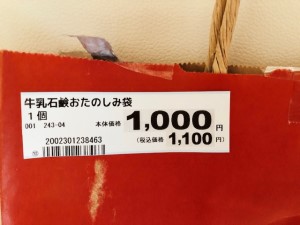 牛乳石鹸おたのしみ袋
1個
001 243-04 本体価格 1,000円
(税込価格 1,100円)
2002301238463